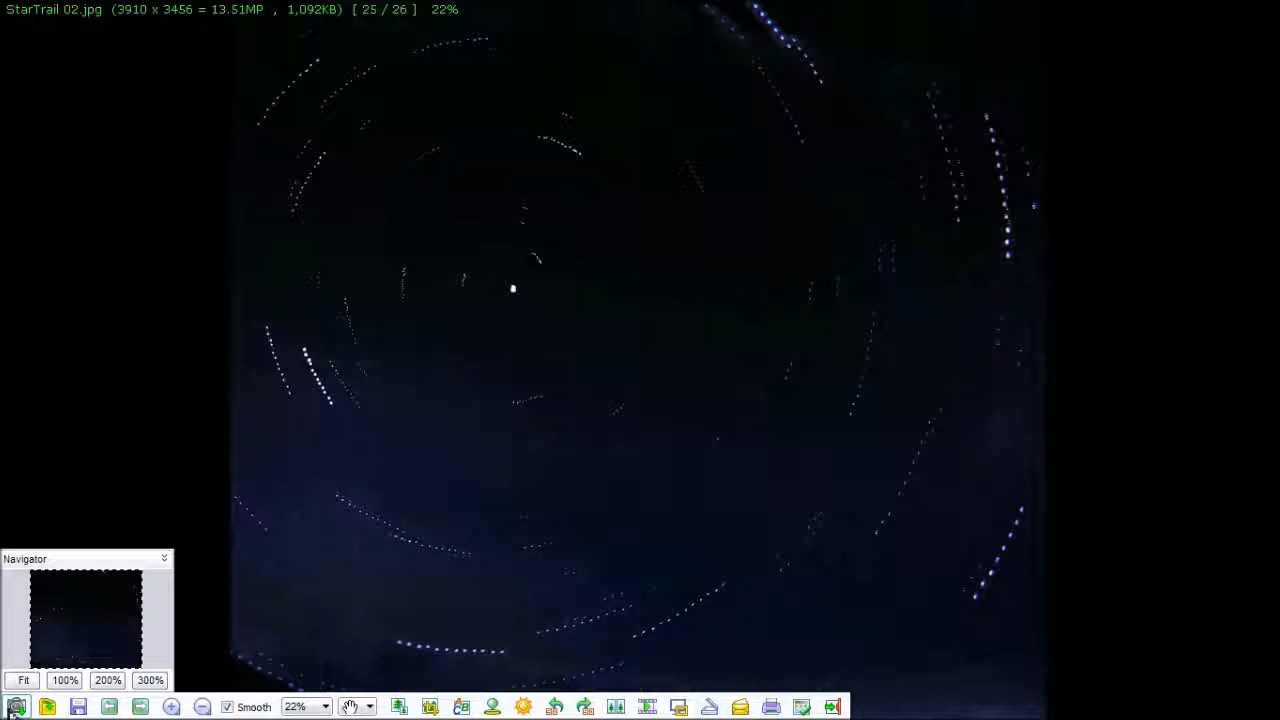 StarTrail 02.jpg (3910 x 3456 = 13.51MP , 1,092KB) [ 25 / 26 ] 22%
Navigator
Fit 100% 200% 300%
Smooth 22%